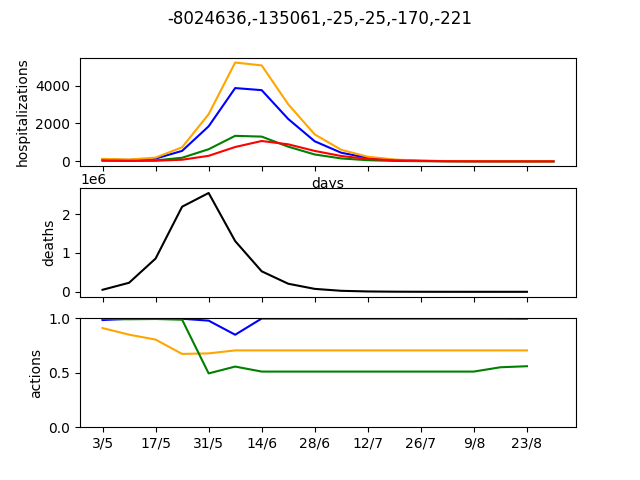 -8024636,-135061,-25,-25,-170,-221
hospitalizations
4000
2000
0
days
1e6
deaths
2
1
0
actions
1.0
0.5
0.0
3/5 17/5 31/5 14/6 28/6 12/7 26/7 9/8 23/8